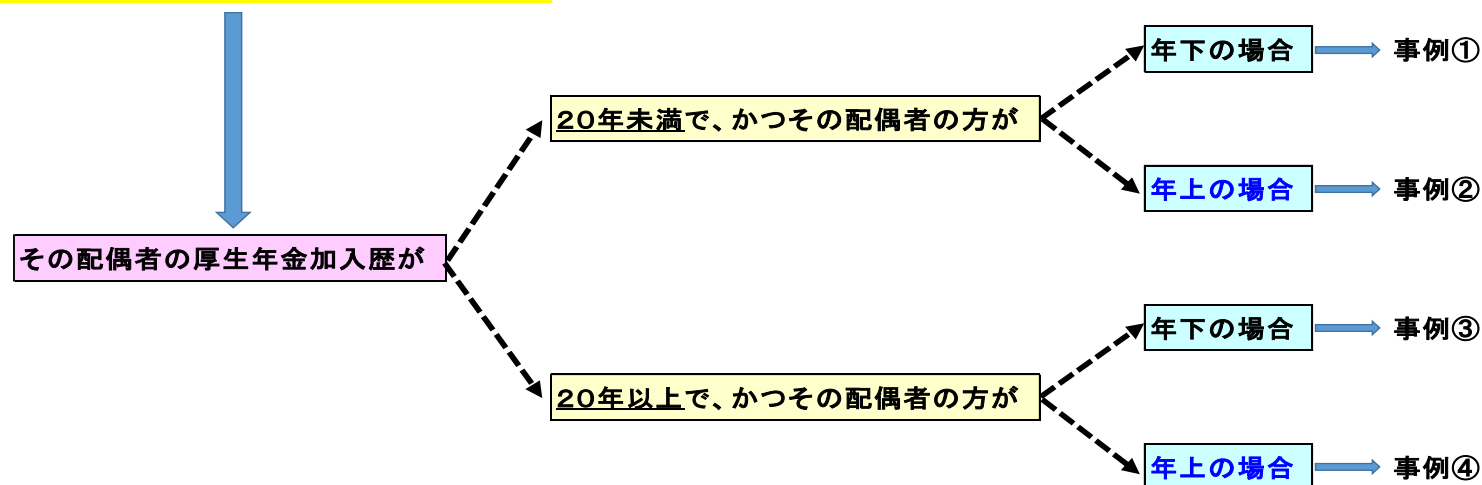 年下の場合
事例①
20年未満で、かつその配偶者の方が
年上の場合
事例②
その配偶者の厚生年金加入歴が
年下の場合
事例③
20年以上で、かつその配偶者の方が
年上の場合
事例④